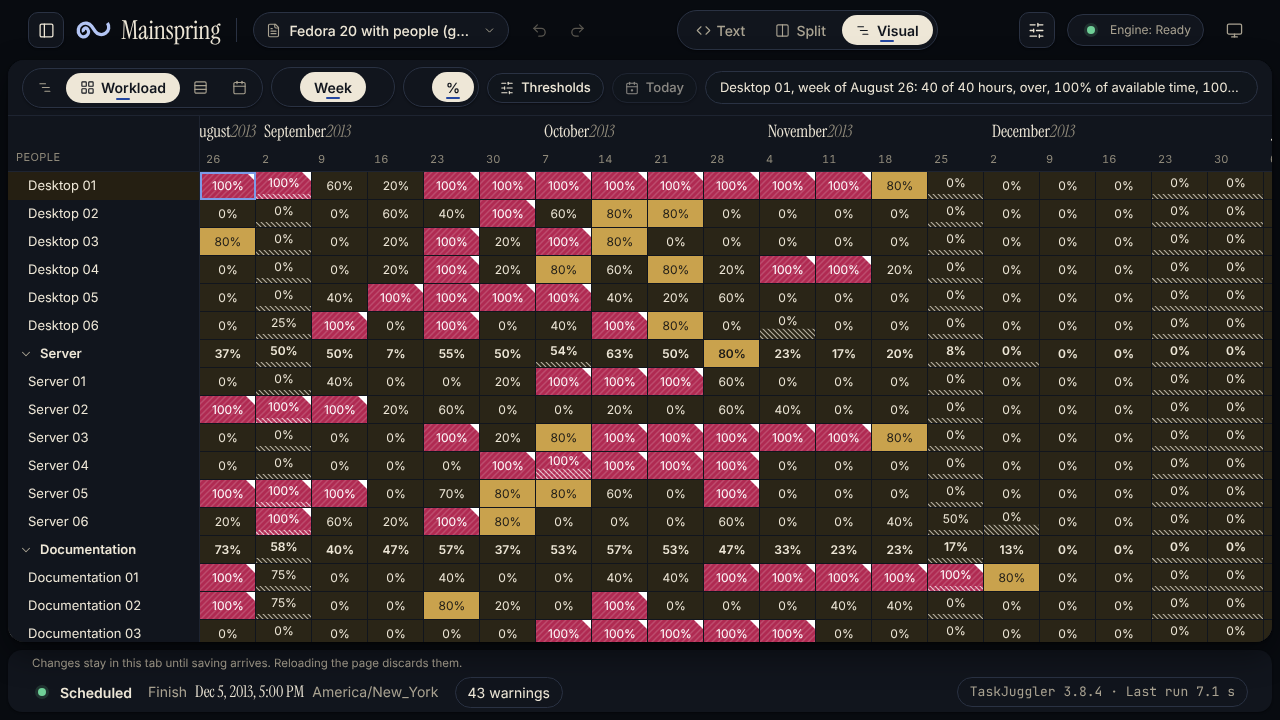 Mainspring Fedora 20 with people (g... Text Split Visual Engine: Ready
Workload Week % Thresholds Today Desktop 01, week of August 26: 40 of 40 hours, over, 100% of available time, 100...
ugust 2013 September 2013 October 2013 November 2013 December 2013
PEOPLE 26 2 9 16 23 30 7 14 21 28 4 11 18 25 2 9 16 23 30
Desktop 01 100% 100% 60% 20% 100% 100% 100% 100% 100% 100% 100% 100% 80% 0% 0% 0% 0% 0% 0%
Desktop 02 0% 0% 0% 60% 40% 100% 60% 80% 80% 0% 0% 0% 0% 0% 0% 0% 0% 0% 0%
Desktop 03 80% 0% 0% 20% 100% 20% 100% 80% 0% 0% 0% 0% 0% 0% 0% 0% 0% 0% 0%
Desktop 04 0% 0% 0% 20% 100% 20% 80% 60% 80% 20% 100% 100% 20% 0% 0% 0% 0% 0% 0%
Desktop 05 0% 0% 40% 100% 100% 100% 100% 40% 20% 60% 0% 0% 0% 0% 0% 0% 0% 0% 0%
Desktop 06 0% 25% 100% 0% 100% 0% 40% 100% 80% 0% 0% 0% 0% 0% 0% 0% 0% 0% 0%
Server 37% 50% 50% 7% 55% 50% 54% 63% 50% 80% 23% 17% 20% 8% 0% 0% 0% 0% 0%
Server 01 0% 0% 40% 0% 0% 20% 100% 100% 100% 60% 0% 0% 0% 0% 0% 0% 0% 0% 0%
Server 02 100% 100% 100% 20% 60% 0% 0% 20% 0% 60% 40% 0% 0% 0% 0% 0% 0% 0% 0%
Server 03 0% 0% 0% 0% 100% 20% 80% 100% 100% 100% 100% 100% 80% 0% 0% 0% 0% 0% 0%
Server 04 0% 0% 0% 0% 0% 100% 100% 100% 100% 100% 0% 0% 0% 0% 0% 0% 0% 0% 0%
Server 05 100% 100% 100% 0% 70% 80% 80% 60% 0% 100% 0% 0% 0% 0% 0% 0% 0% 0% 0%
Server 06 20% 100% 60% 20% 100% 80% 0% 0% 0% 60% 0% 0% 40% 50% 0% 0% 0% 0% 0%
Documentation 73% 58% 40% 47% 57% 37% 53% 57% 53% 47% 33% 23% 23% 17% 13% 0% 0% 0% 0%
Documentation 01 100% 75% 0% 0% 40% 0% 0% 40% 40% 100% 100% 100% 100% 100% 80% 0% 0% 0% 0%
Documentation 02 100% 75% 0% 0% 80% 20% 0% 100% 0% 0% 0% 40% 40% 0% 0% 0% 0% 0% 0%
Documentation 03 0% 0% 0% 0% 0% 0% 100% 100% 100% 100% 100% 0% 0% 0% 0% 0% 0% 0% 0%
Changes stay in this tab until saving arrives. Reloading the page discards them.
Scheduled Finish Dec 5, 2013, 5:00 PM America/New_York 43 warnings TaskJuggler 3.8.4 · Last run 7.1 s